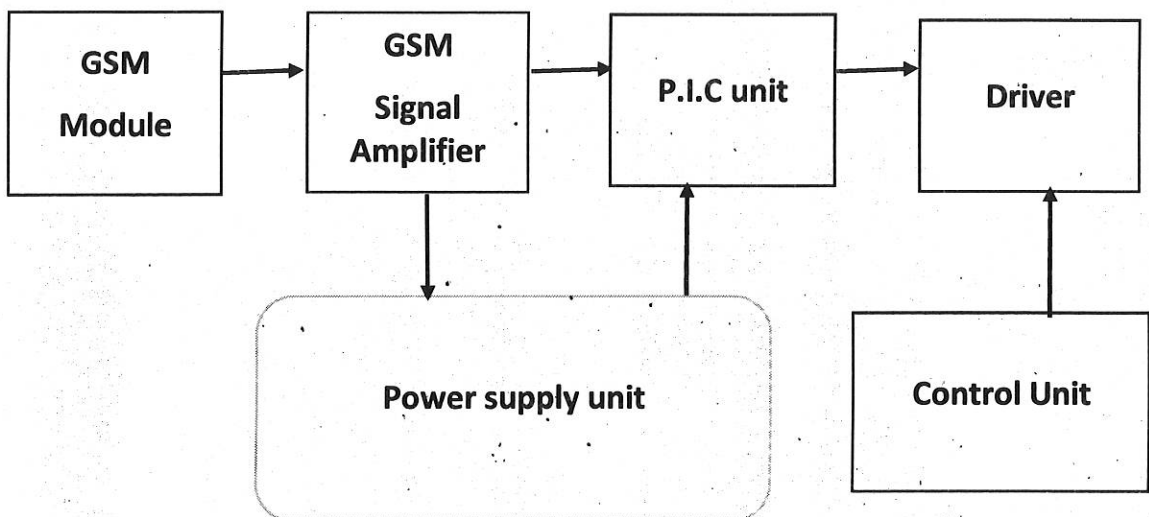 GSM
Module
GSM
Signal
Amplifier
P.I.C unit
Driver
Power supply unit
Control Unit